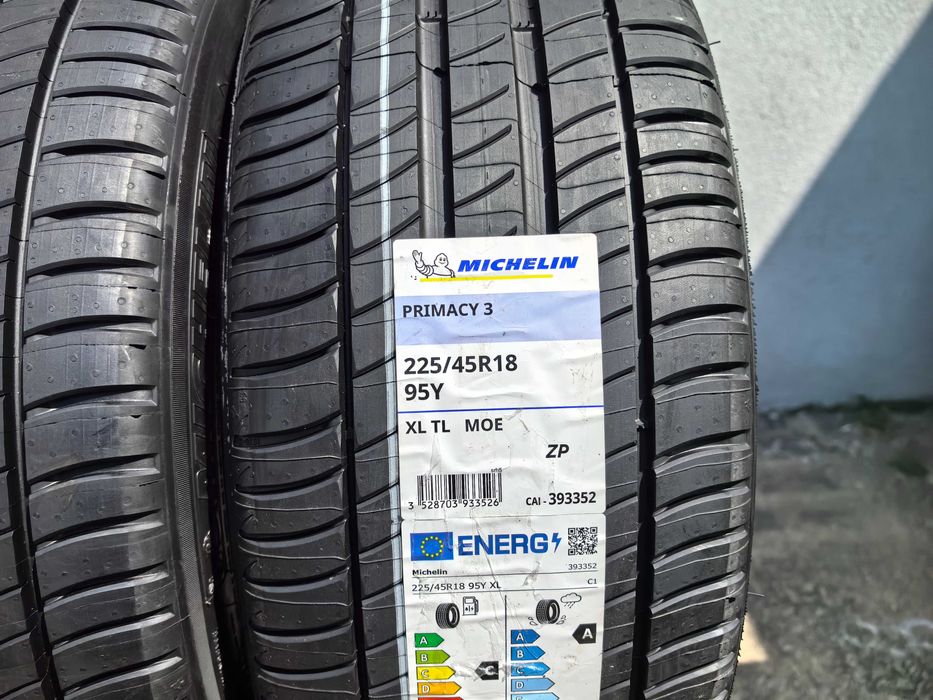 MICHELIN
PRIMACY 3
225/45R18
95Y
XL TL MOE
ZP
3 528703 933526
CAI - 393352
ENERG
Michelin 393352
225/45R18 95Y XL C1
A A A
B B
C C C
D D